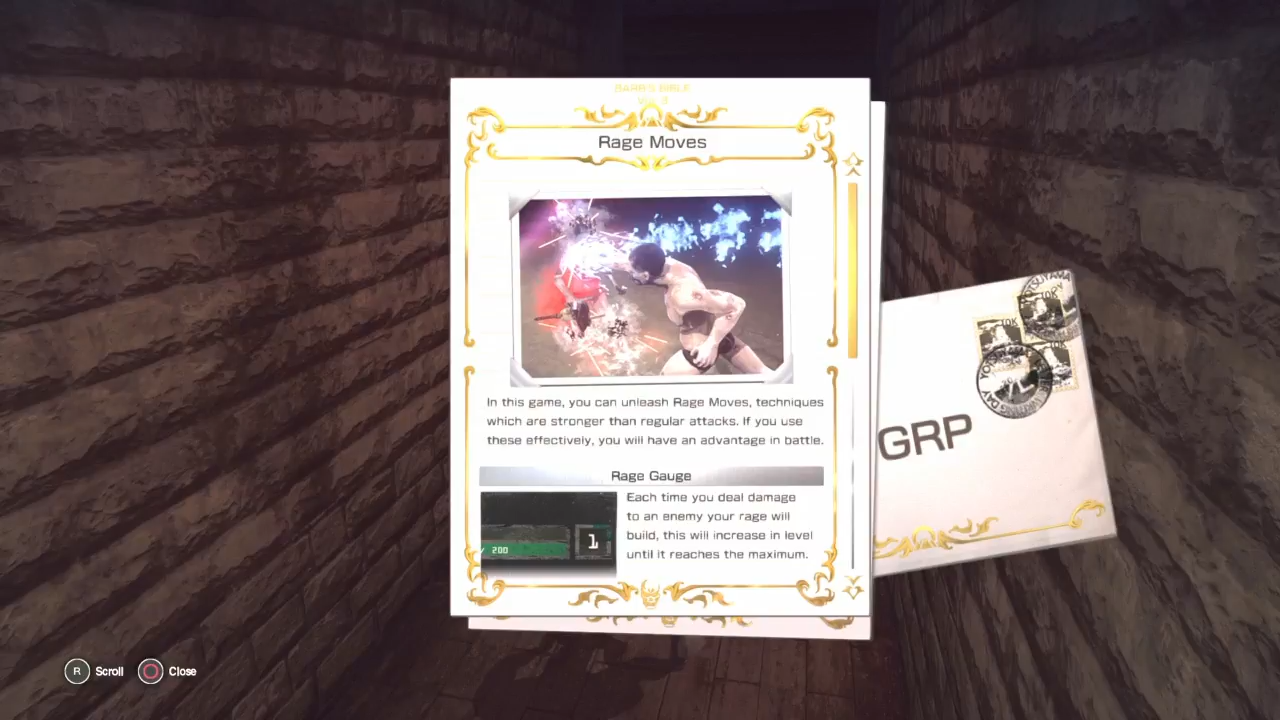 BARB'S BIBLE
Rage Moves
In this game, you can unleash Rage Moves, techniques
which are stronger than regular attacks. If you use
these effectively, you will have an advantage in battle.
Rage Gauge
Each time you deal damage
to an enemy your rage will
build, this will increase in level
until it reaches the maximum.
200
1
GRP
R Scroll
Close